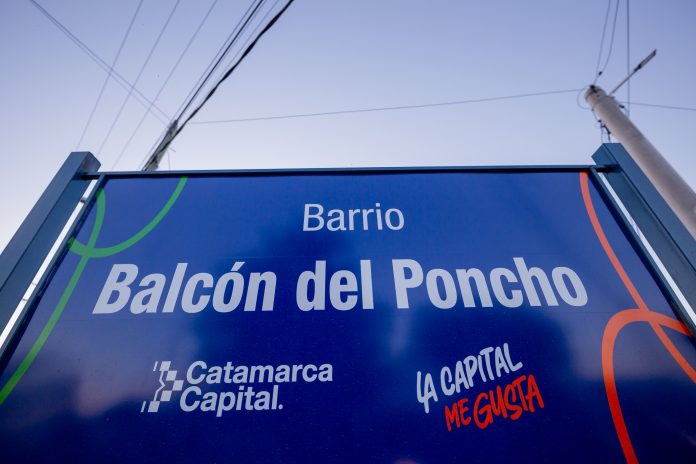 Barrio
Balcón del Poncho
Catamarca
Capital.
LA CAPITAL
ME GUSTA